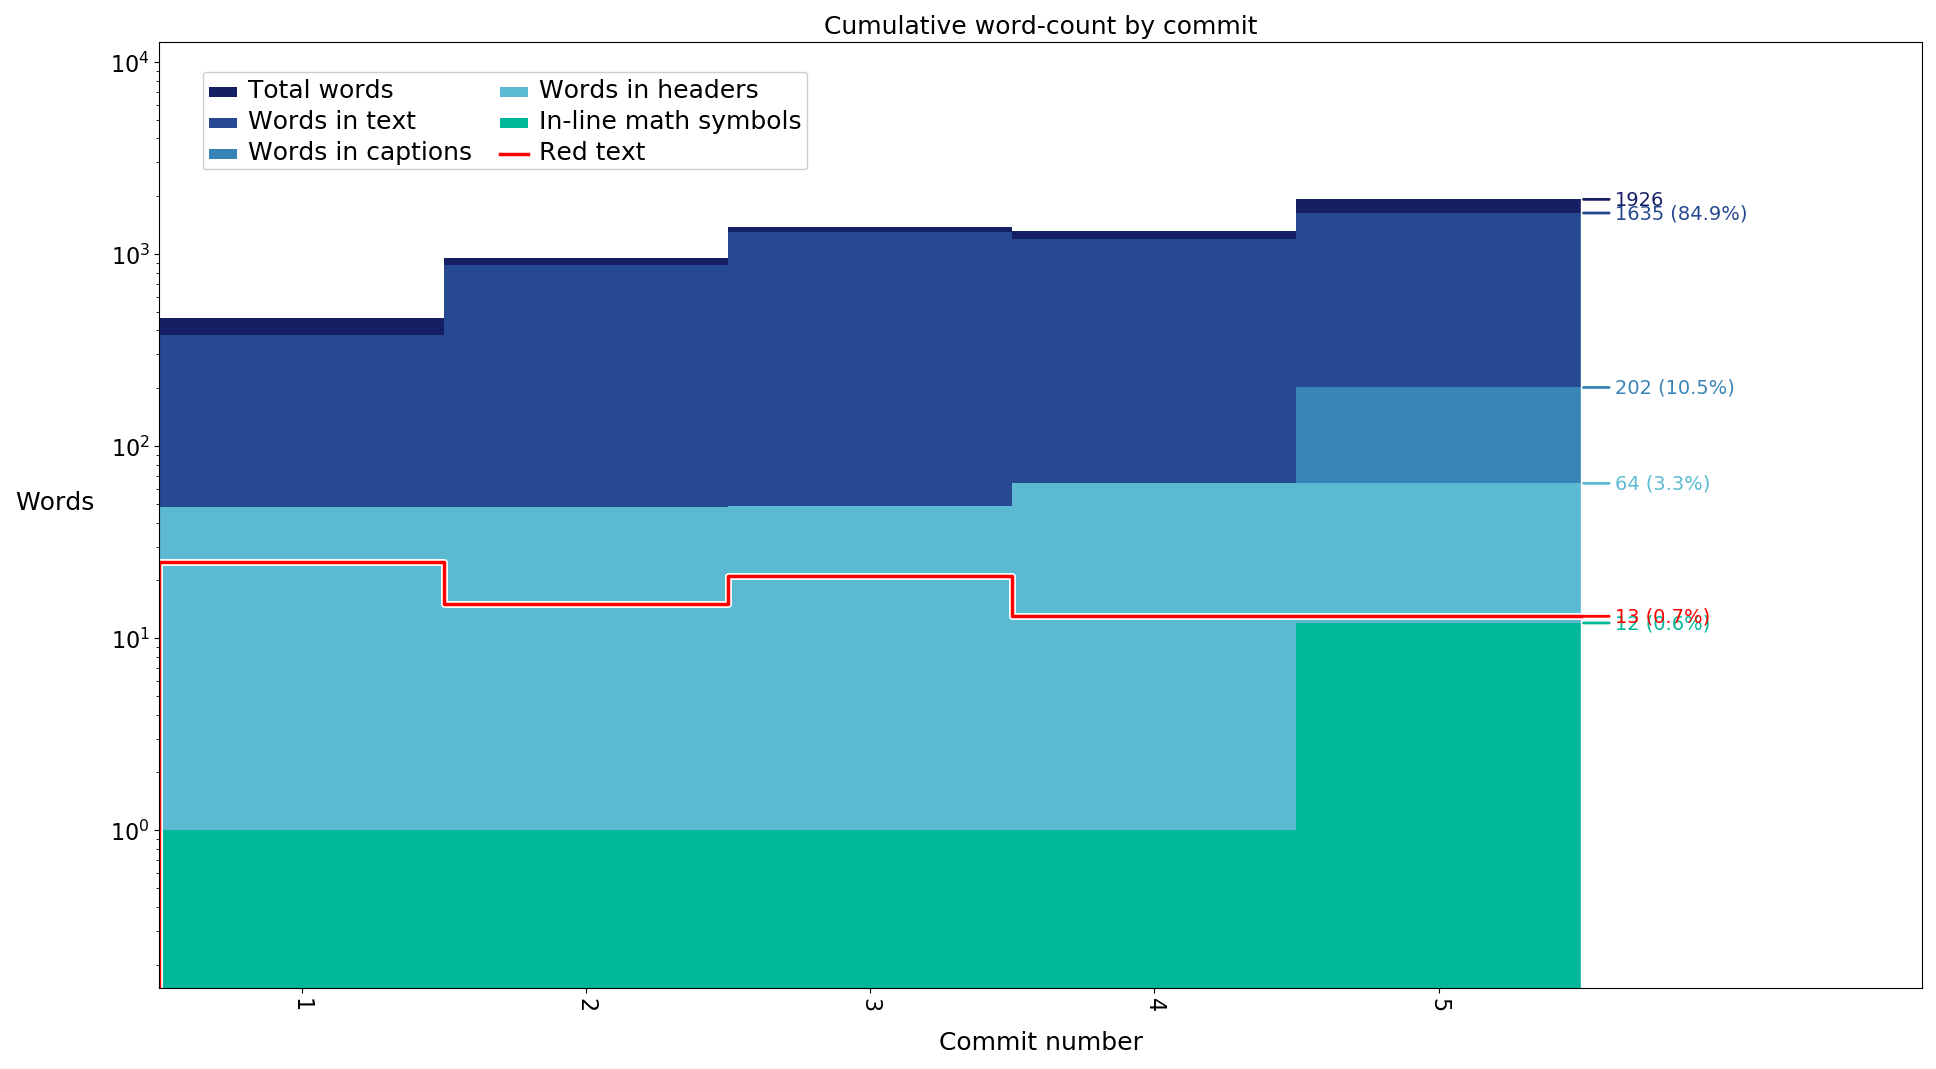 Cumulative word-count by commit
10^4
10^3
10^2
10^1
10^0
Words
Total words
Words in text
Words in captions
Words in headers
In-line math symbols
Red text
1926
1635 (84.9%)
202 (10.5%)
64 (3.3%)
13 (0.7%)
12 (0.6%)
1
2
3
4
5
Commit number